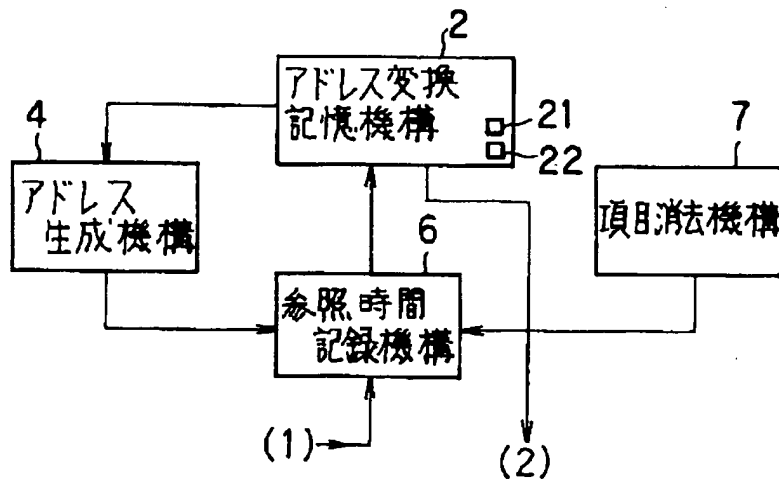 2
アドレス変換
記憶機構
21
22
4
アドレス
生成機構
7
項目消去機構
6
参照時間
記録機構
(1)
(2)